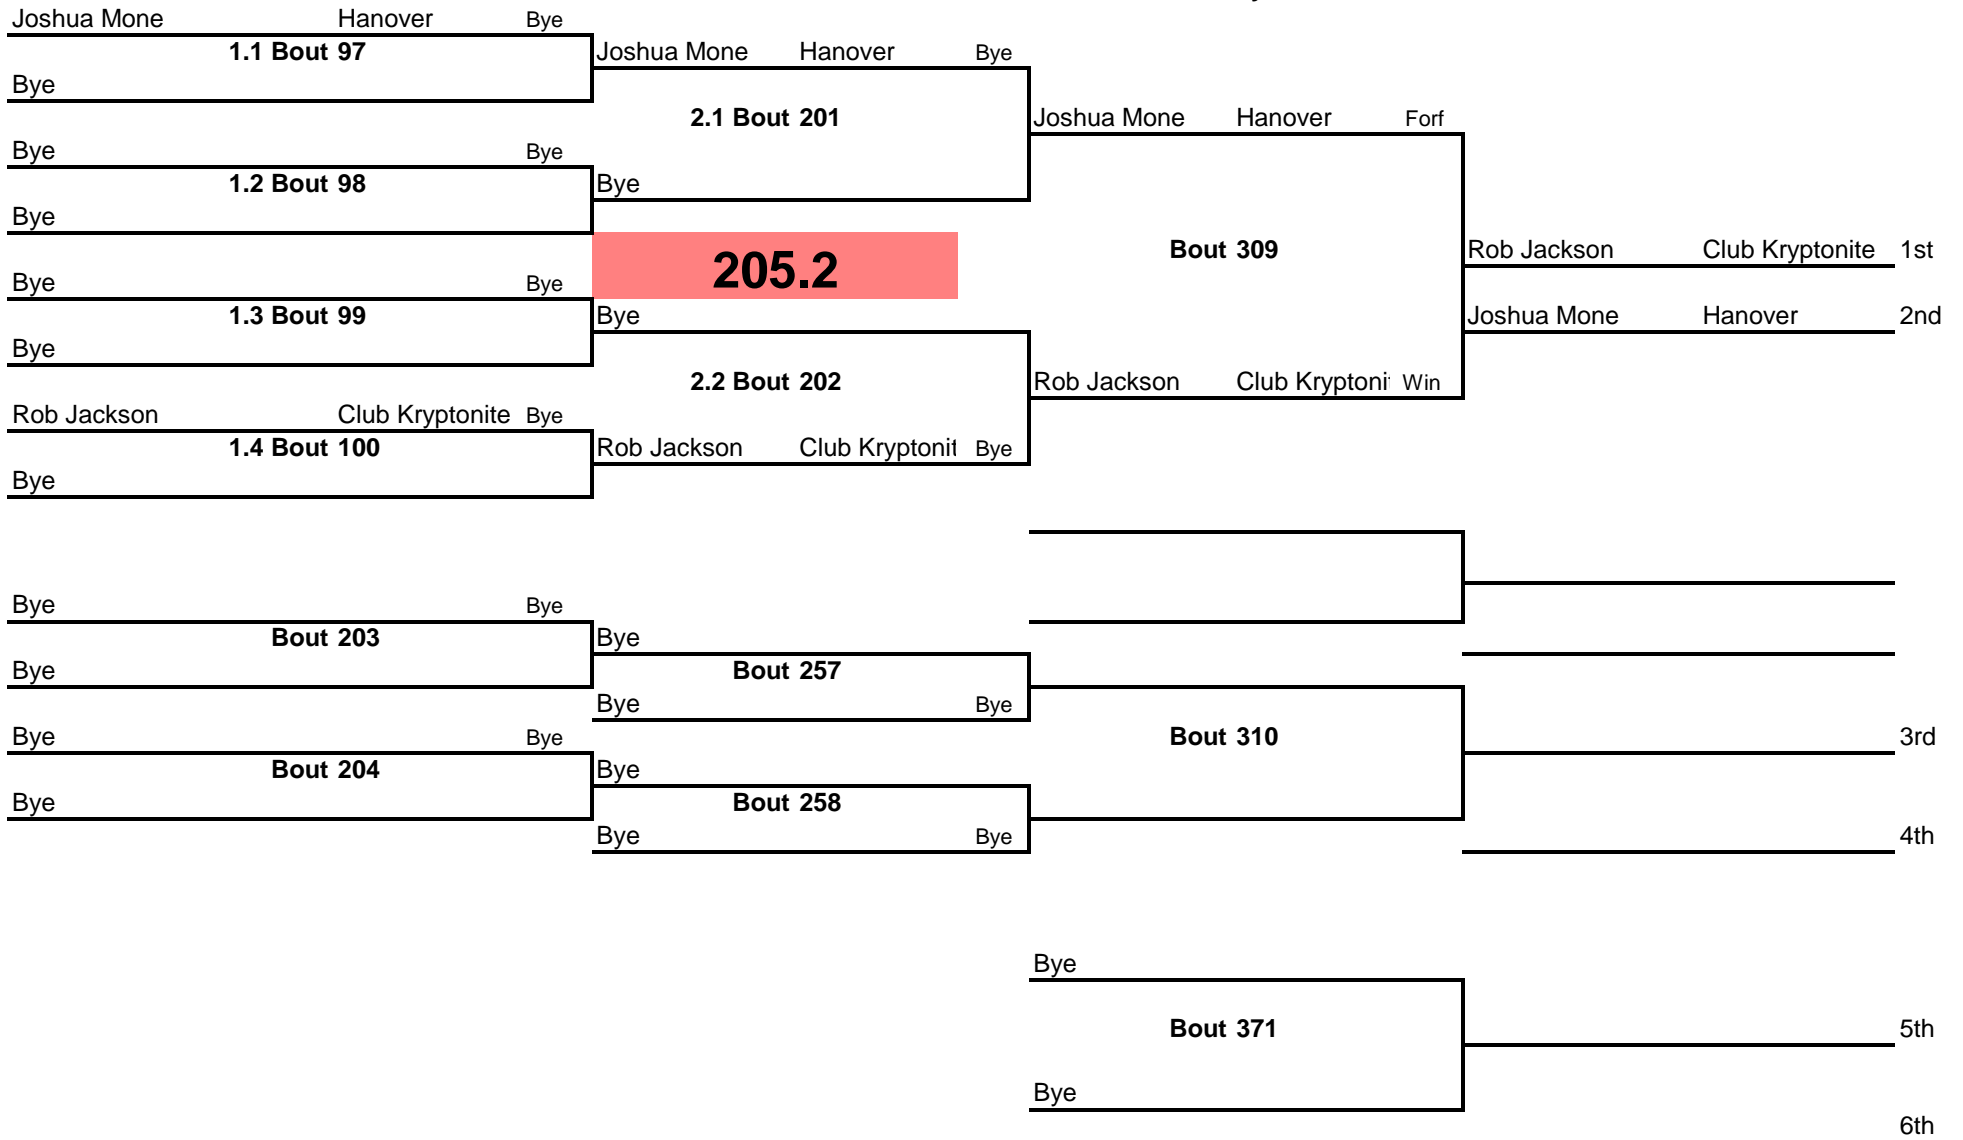 Joshua Mone Hanover Bye
1.1 Bout 97
Joshua Mone Hanover Bye
Bye
2.1 Bout 201
Joshua Mone Hanover Forf
Bye Bye
1.2 Bout 98
Bye
Bye
205.2
Bout 309
Rob Jackson Club Kryptonite 1st
Bye Bye
1.3 Bout 99
Bye
Joshua Mone Hanover 2nd
Bye
2.2 Bout 202
Rob Jackson Club Kryptoni Win
Rob Jackson Club Kryptonite Bye
1.4 Bout 100
Rob Jackson Club Kryptonit Bye
Bye
Bye Bye
Bout 203
Bye
Bye
Bout 257
Bye Bye
Bye Bye
Bout 310
3rd
Bout 204
Bye
Bye
Bout 258
Bye Bye
4th
Bye
Bout 371
5th
Bye
6th